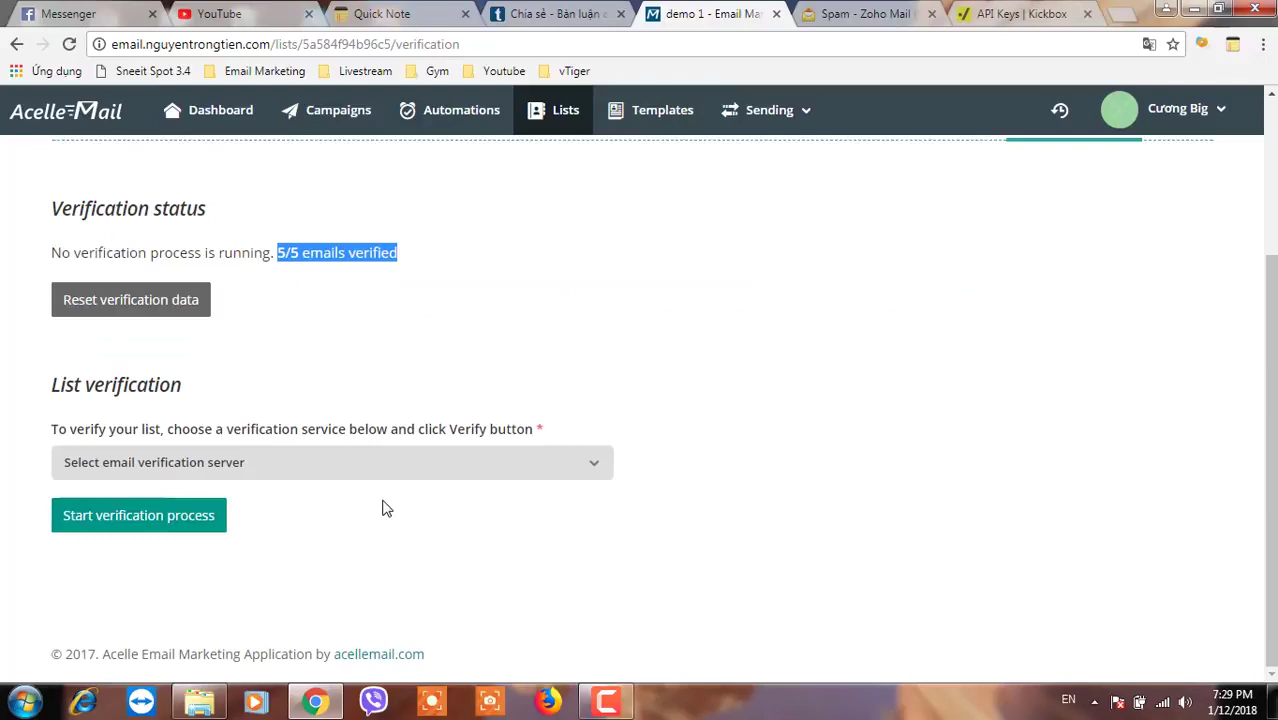 Messenger
YouTube
Quick Note
Chia sẻ - Bàn luận c
demo 1 - Email Ma
Spam - Zoho Mail
API Keys | Kickbox
email.nguyentrongtien.com/lists/5a584f94b96c5/verification
Ứng dụng
Sneeit Spot 3.4
Email Marketing
Livestream
Gym
Youtube
vTiger
Acelle Mail
Dashboard
Campaigns
Automations
Lists
Templates
Sending
Cương Big
Verification status
No verification process is running. 5/5 emails verified
Reset verification data
List verification
To verify your list, choose a verification service below and click Verify button *
Select email verification server
Start verification process
© 2017. Acelle Email Marketing Application by acellemail.com
EN
7:29 PM
1/12/2018